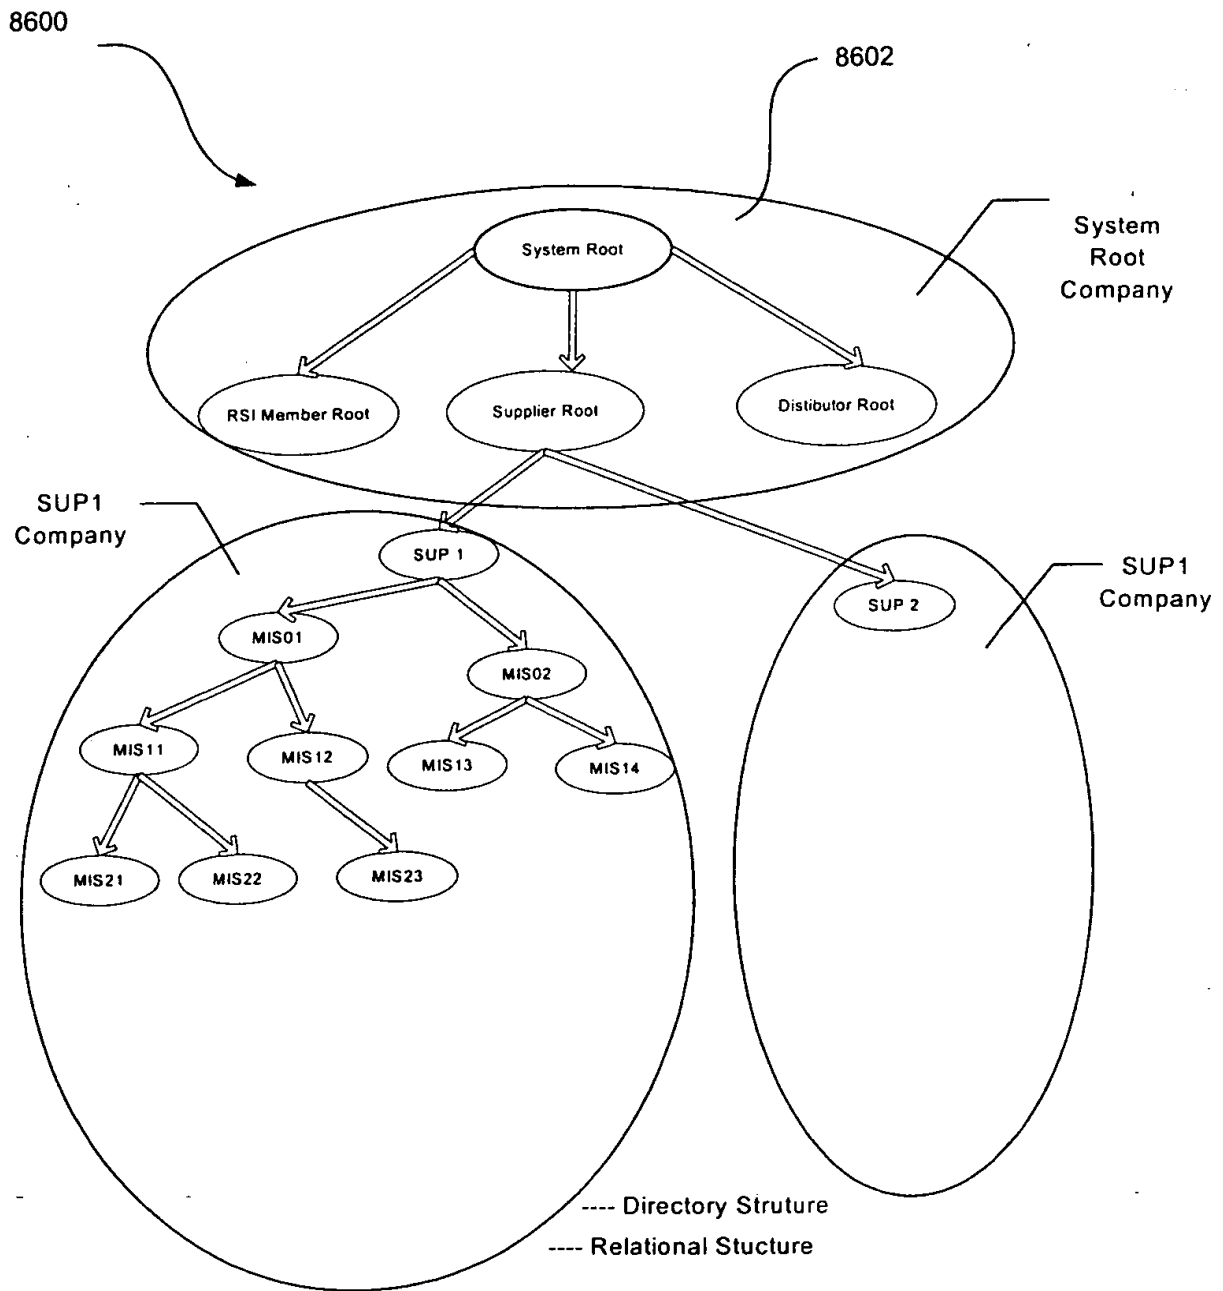 8600
8602
System Root
System
Root
Company
RSI Member Root
Supplier Root
Distibutor Root
SUP1
Company
SUP 1
SUP1
Company
SUP 2
MIS01
MIS02
MIS11
MIS12
MIS13
MIS14
MIS21
MIS22
MIS23
---- Directory Struture
---- Relational Stucture